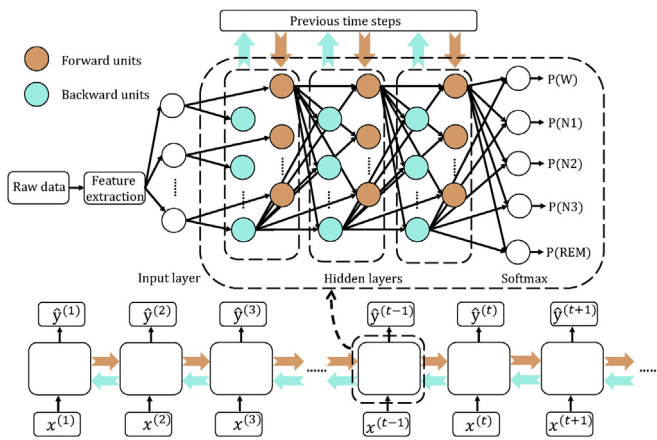 Previous time steps
Forward units
Backward units
Raw data
Feature
extraction
P(W)
P(N1)
P(N2)
P(N3)
P(REM)
Input layer
Hidden layers
Softmax
ŷ⁽¹⁾ ŷ⁽²⁾ ŷ⁽³⁾ ŷ⁽ᵗ⁻¹⁾ ŷ⁽ᵗ⁾ ŷ⁽ᵗ⁺¹⁾
x⁽¹⁾ x⁽²⁾ x⁽³⁾ x⁽ᵗ⁻¹⁾ x⁽ᵗ⁾ x⁽ᵗ⁺¹⁾